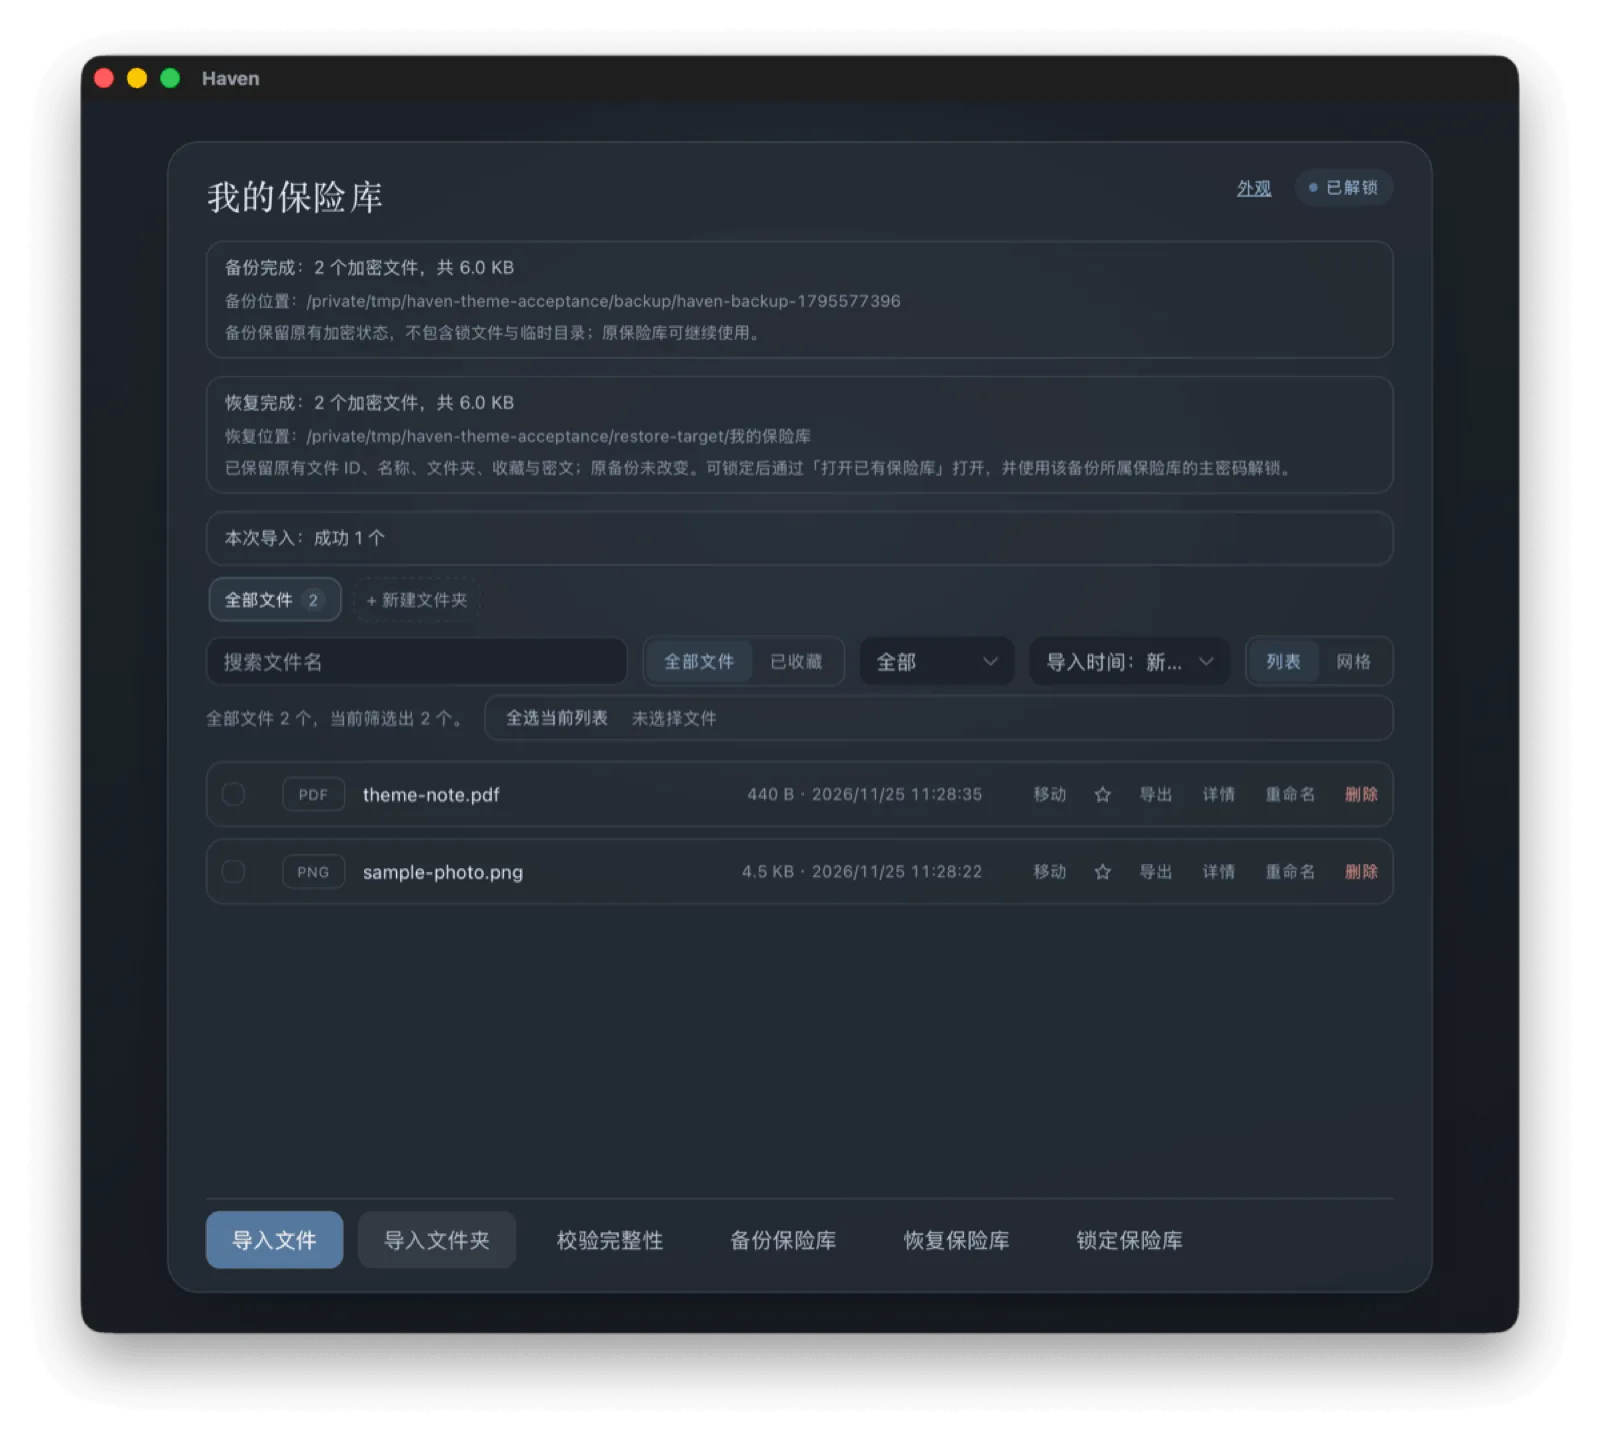 Haven
我的保险库
外观
已解锁
备份完成：2 个加密文件，共 6.0 KB
备份位置：/private/tmp/haven-theme-acceptance/backup/haven-backup-1795577396
备份保留原有加密状态，不包含锁文件与临时目录；原保险库可继续使用。
恢复完成：2 个加密文件，共 6.0 KB
恢复位置：/private/tmp/haven-theme-acceptance/restore-target/我的保险库
已保留原有文件 ID、名称、文件夹、收藏与密文；原备份未改变。可锁定后通过「打开已有保险库」打开，并使用该备份所属保险库的主密码解锁。
本次导入：成功 1 个
全部文件 2 + 新建文件夹
搜索文件名 全部文件 已收藏 全部 导入时间：新... 列表 网格
全部文件 2 个，当前筛选出 2 个。 全选当前列表 未选择文件
PDF theme-note.pdf 440 B · 2026/11/25 11:28:35 移动 ☆ 导出 详情 重命名 删除
PNG sample-photo.png 4.5 KB · 2026/11/25 11:28:22 移动 ☆ 导出 详情 重命名 删除
导入文件 导入文件夹 校验完整性 备份保险库 恢复保险库 锁定保险库